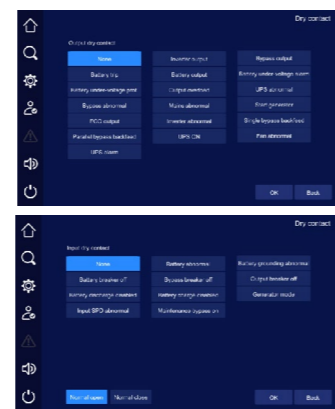 Dry contact
Output dry contact
None Inverter output Bypass output
Battery trip Battery output Battery under-voltage alarm
Battery under-voltage prot Output overload UPS abnormal
Bypass abnormal Mains abnormal Start generator
ECO output Inverter abnormal Single bypass backfeed
Parallel bypass backfeed UPS ON Fan abnormal
UPS alarm
OK Back
Dry contact
Input dry contact
None Battery abnormal Battery grounding abnormal
Battery breaker off Bypass breaker off Output breaker off
Battery discharge enabled Battery charge enabled Generator mode
Input SPD abnormal Maintenance bypass on
Normal open Normal close OK Back